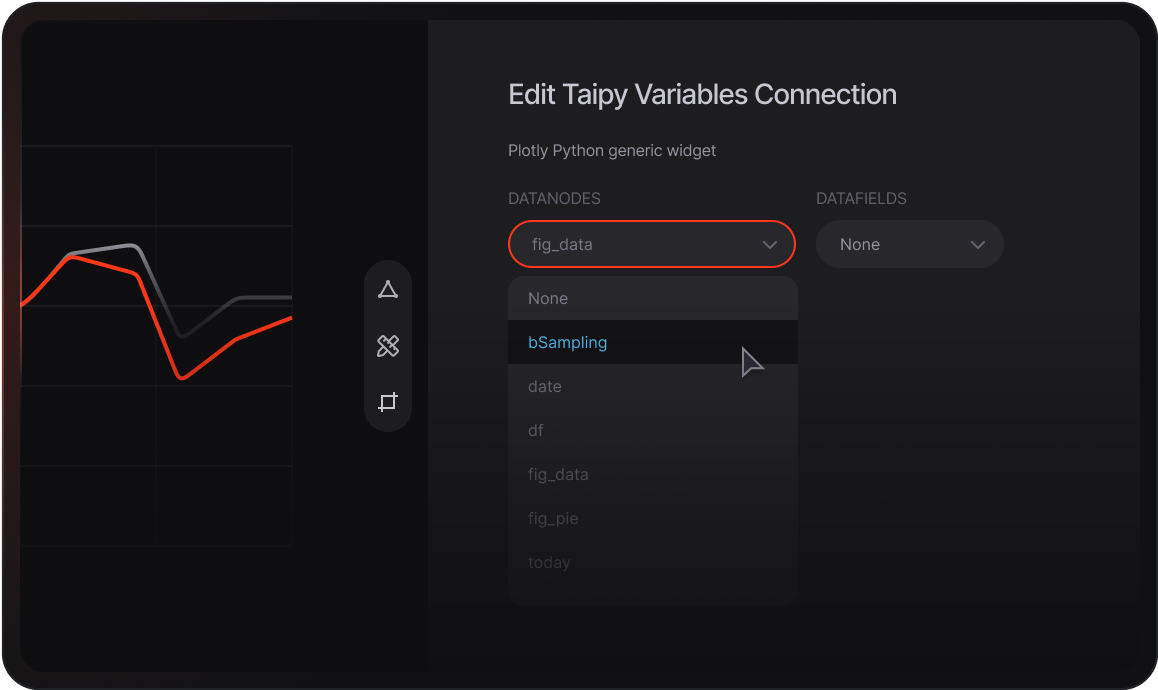 Edit Taipy Variables Connection
Plotly Python generic widget
DATANODES
DATAFIELDS
fig_data
None
None
bSampling
date
df
fig_data
fig_pie
today